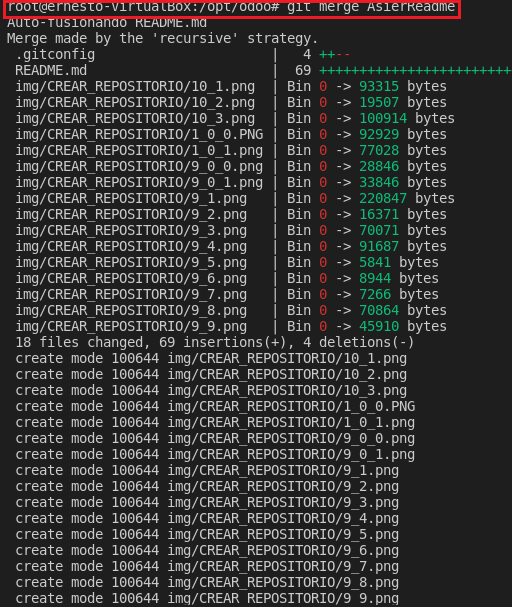 root@ernesto-VirtualBox:/opt/odoo# git merge AsierReadme
Auto-fusionando README.md
Merge made by the 'recursive' strategy.
 .gitconfig                      |   4 ++--
 README.md                       |  69 ++++++++++++++++++++++++
 img/CREAR_REPOSITORIO/10_1.png  | Bin 0 -> 93315 bytes
 img/CREAR_REPOSITORIO/10_2.png  | Bin 0 -> 19507 bytes
 img/CREAR_REPOSITORIO/10_3.png  | Bin 0 -> 100914 bytes
 img/CREAR_REPOSITORIO/1_0_0.PNG | Bin 0 -> 92929 bytes
 img/CREAR_REPOSITORIO/1_0_1.png | Bin 0 -> 77028 bytes
 img/CREAR_REPOSITORIO/9_0_0.png | Bin 0 -> 28846 bytes
 img/CREAR_REPOSITORIO/9_0_1.png | Bin 0 -> 33846 bytes
 img/CREAR_REPOSITORIO/9_1.png   | Bin 0 -> 220847 bytes
 img/CREAR_REPOSITORIO/9_2.png   | Bin 0 -> 16371 bytes
 img/CREAR_REPOSITORIO/9_3.png   | Bin 0 -> 70071 bytes
 img/CREAR_REPOSITORIO/9_4.png   | Bin 0 -> 91687 bytes
 img/CREAR_REPOSITORIO/9_5.png   | Bin 0 -> 5841 bytes
 img/CREAR_REPOSITORIO/9_6.png   | Bin 0 -> 8944 bytes
 img/CREAR_REPOSITORIO/9_7.png   | Bin 0 -> 7266 bytes
 img/CREAR_REPOSITORIO/9_8.png   | Bin 0 -> 70864 bytes
 img/CREAR_REPOSITORIO/9_9.png   | Bin 0 -> 45910 bytes
 18 files changed, 69 insertions(+), 4 deletions(-)
 create mode 100644 img/CREAR_REPOSITORIO/10_1.png
 create mode 100644 img/CREAR_REPOSITORIO/10_2.png
 create mode 100644 img/CREAR_REPOSITORIO/10_3.png
 create mode 100644 img/CREAR_REPOSITORIO/1_0_0.PNG
 create mode 100644 img/CREAR_REPOSITORIO/1_0_1.png
 create mode 100644 img/CREAR_REPOSITORIO/9_0_0.png
 create mode 100644 img/CREAR_REPOSITORIO/9_0_1.png
 create mode 100644 img/CREAR_REPOSITORIO/9_1.png
 create mode 100644 img/CREAR_REPOSITORIO/9_2.png
 create mode 100644 img/CREAR_REPOSITORIO/9_3.png
 create mode 100644 img/CREAR_REPOSITORIO/9_4.png
 create mode 100644 img/CREAR_REPOSITORIO/9_5.png
 create mode 100644 img/CREAR_REPOSITORIO/9_6.png
 create mode 100644 img/CREAR_REPOSITORIO/9_7.png
 create mode 100644 img/CREAR_REPOSITORIO/9_8.png
 create mode 100644 img/CREAR_REPOSITORIO/9_9.png